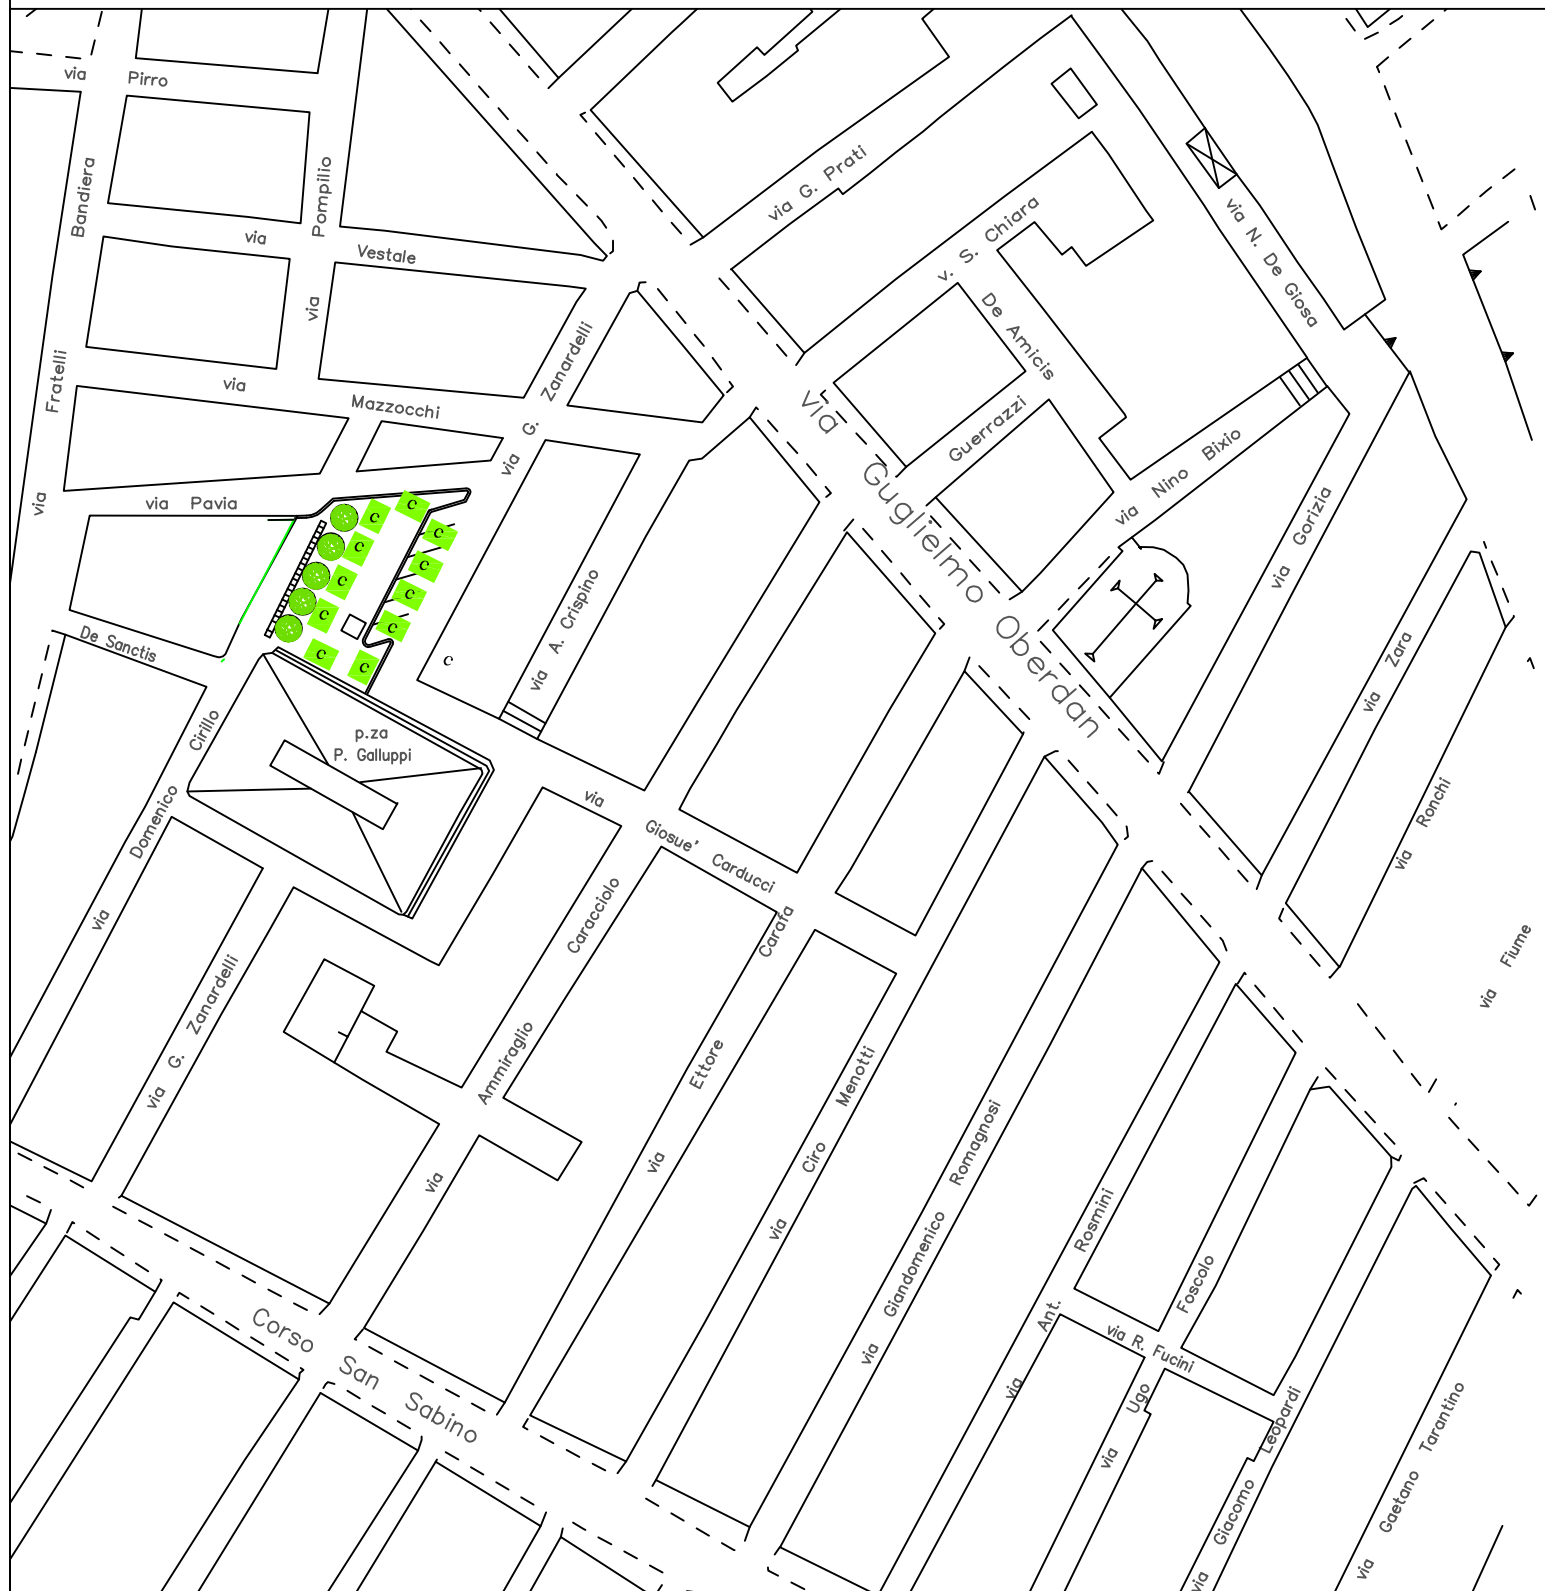 via Pirro
via Fratelli Bandiera
via Pompilio
via Vestale
via G. Prati
v. S. Chiara
via N. De Giosa
De Amicis
via G. Zanardelli
via Mazzocchi
Guerrazzi
via Nino Bixio
via Pavia
via Guglielmo Oberdan
via Gorizia
via Zara
via Ronchi
via Fiume
De Sanctis
c
c
c
c
c
c
c
c
c
c
c
c
c
via A. Crispino
p.za
P. Galluppi
via Domenico Cirillo
via Giosue' Carducci
via G. Zanardelli
via Ammiraglio Caracciolo
via Ettore Carafa
via Ciro Menotti
via Giandomenico Romagnosi
via Ant. Rosmini
via Ugo Foscolo
via R. Fucini
via Giacomo Leopardi
via Gaetano Tarantino
Corso San Sabino